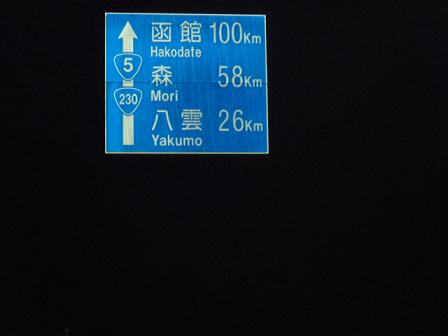 函館 100Km
Hakodate
5
森 58Km
Mori
230
八雲 26Km
Yakumo